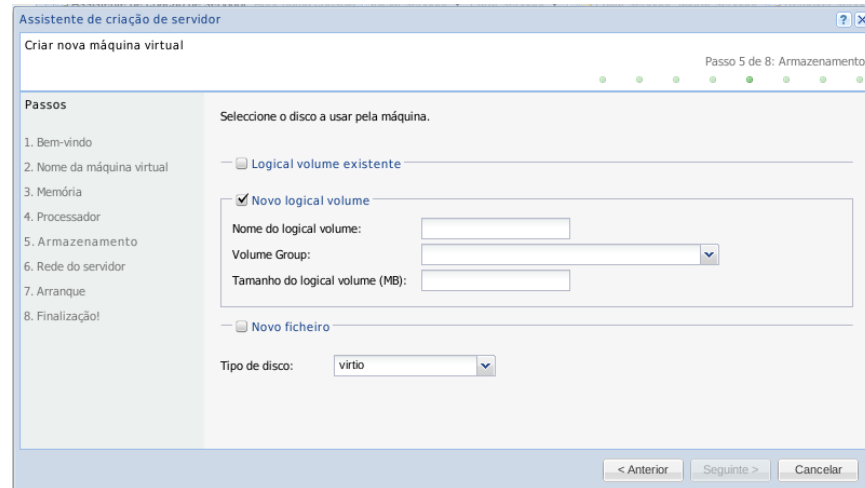 Assistente de criação de servidor
Criar nova máquina virtual
Passo 5 de 8: Armazenamento
Passos
1. Bem-vindo
2. Nome da máquina virtual
3. Memória
4. Processador
5. Armazenamento
6. Rede do servidor
7. Arranque
8. Finalização!
Seleccione o disco a usar pela máquina.
Logical volume existente
Novo logical volume
Nome do logical volume:
Volume Group:
Tamanho do logical volume (MB):
Novo ficheiro
Tipo de disco: virtio
< Anterior Seguinte > Cancelar